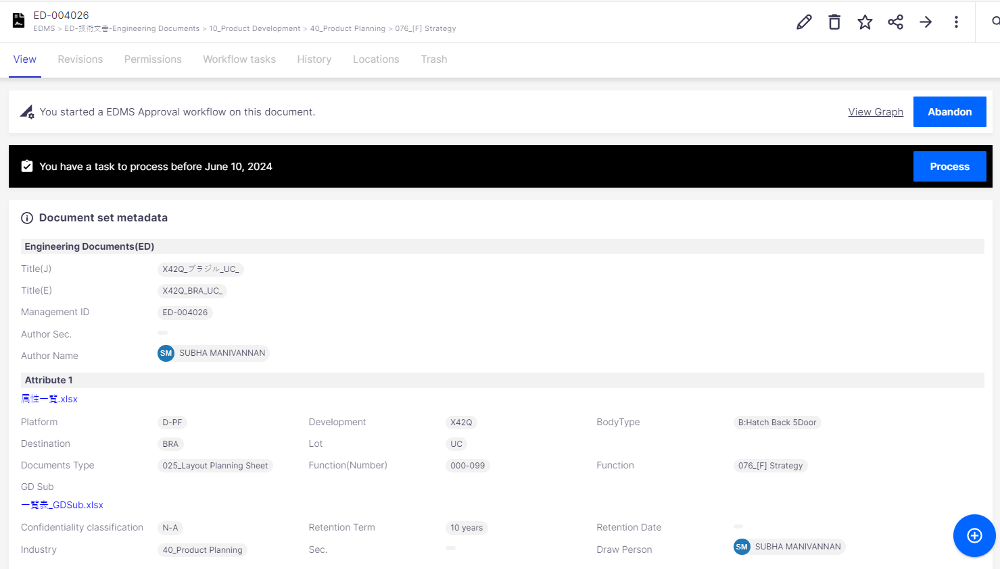 ED-004026
EDMS > ED-技術文書-Engineering Documents > 10_Product Development > 40_Product Planning > 076_[F] Strategy
View Revisions Permissions Workflow tasks History Locations Trash
You started a EDMS Approval workflow on this document. View Graph Abandon
You have a task to process before June 10, 2024 Process
Document set metadata
Engineering Documents(ED)
Title(J) X42Q_ブラジル_UC_
Title(E) X42Q_BRA_UC_
Management ID ED-004026
Author Sec.
Author Name SM SUBHA MANIVANNAN
Attribute 1
属性一覧.xlsx
Platform D-PF Development X42Q BodyType B:Hatch Back 5Door
Destination BRA Lot UC
Documents Type 025_Layout Planning Sheet Function(Number) 000-099 Function 076_[F] Strategy
GD Sub
一覧表_GDSub.xlsx
Confidentiality classification N-A Retention Term 10 years Retention Date
Industry 40_Product Planning Sec. Draw Person SM SUBHA MANIVANNAN